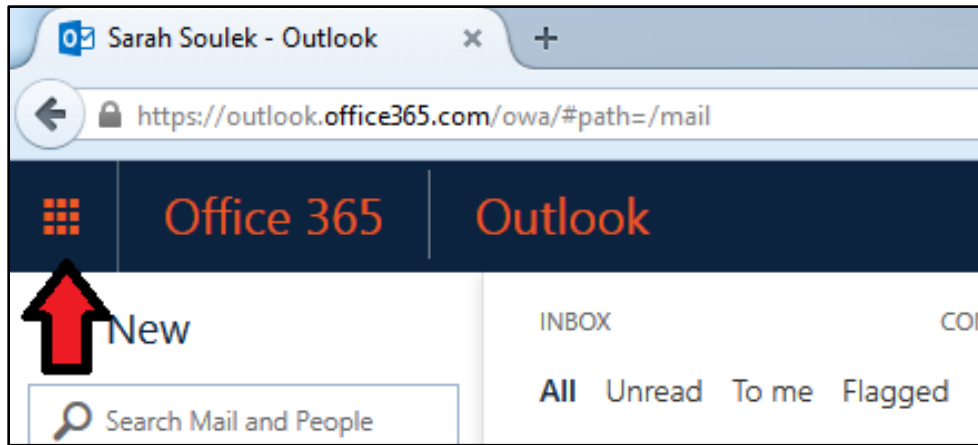 Sarah Soulek - Outlook
https://outlook.office365.com/owa/#path=/mail
Office 365 Outlook
New
Search Mail and People
INBOX
All Unread To me Flagged